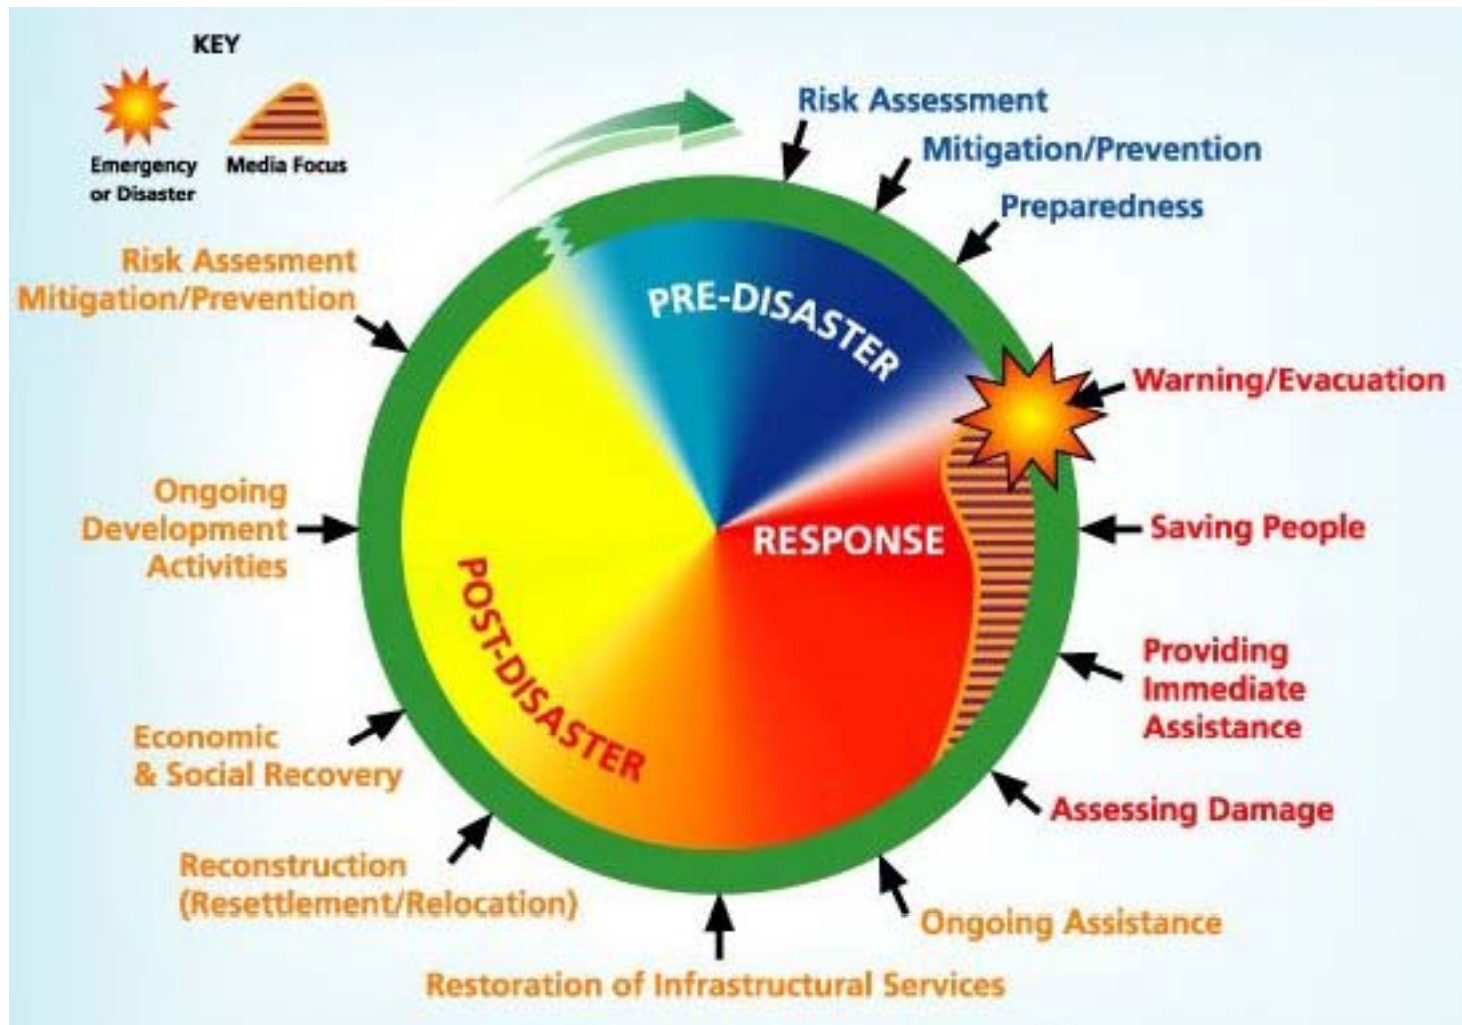 KEY
Emergency
or Disaster
Media Focus
Risk Assessment
Mitigation/Prevention
Preparedness
Warning/Evacuation
Saving People
Providing
Immediate
Assistance
Assessing Damage
Ongoing Assistance
Restoration of Infrastructural Services
Reconstruction
(Resettlement/Relocation)
Economic
& Social Recovery
Ongoing
Development
Activities
Risk Assesment
Mitigation/Prevention
PRE-DISASTER
RESPONSE
POST-DISASTER